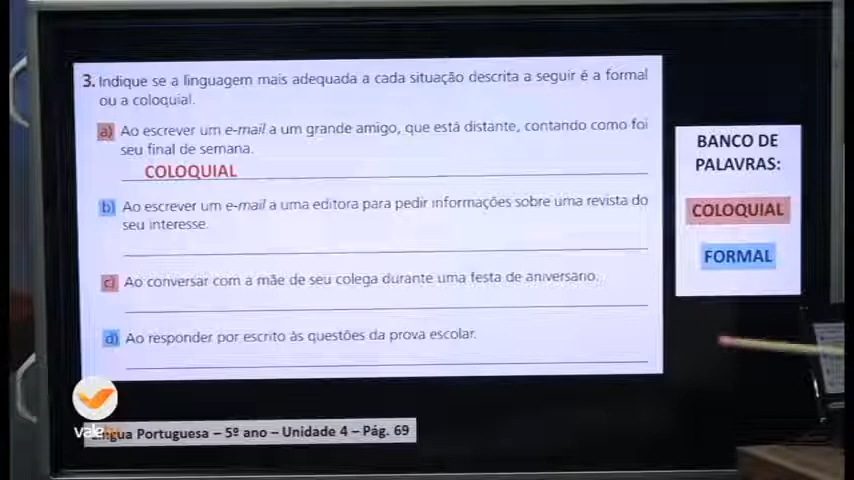 3. Indique se a linguagem mais adequada a cada situação descrita a seguir é a formal
ou a coloquial.
a) Ao escrever um e-mail a um grande amigo, que está distante, contando como foi
seu final de semana.
COLOQUIAL
b) Ao escrever um e-mail a uma editora para pedir informações sobre uma revista do
seu interesse.
c) Ao conversar com a mãe de seu colega durante uma festa de aniversário.
d) Ao responder por escrito às questões da prova escolar.
BANCO DE
PALAVRAS:
COLOQUIAL
FORMAL
vale
Língua Portuguesa – 5º ano – Unidade 4 – Pág. 69